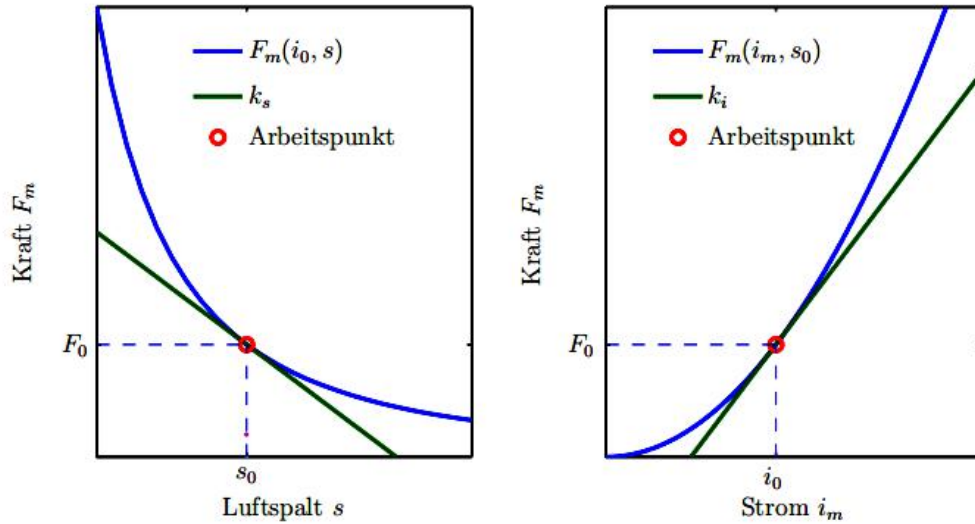 Kraft $F_m$
$F_m(i_0, s)$
$k_s$
Arbeitspunkt
$F_0$
$s_0$
Luftspalt $s$
Kraft $F_m$
$F_m(i_m, s_0)$
$k_i$
Arbeitspunkt
$F_0$
$i_0$
Strom $i_m$